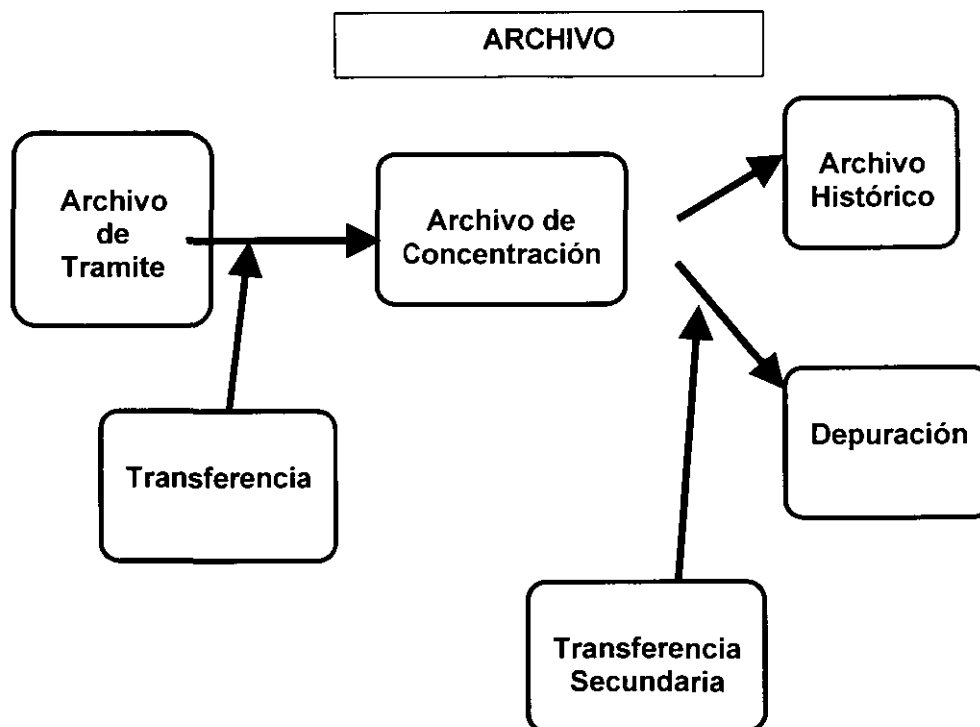 ARCHIVO
Archivo
de
Tramite
Archivo de
Concentración
Archivo
Histórico
Transferencia
Depuración
Transferencia
Secundaria